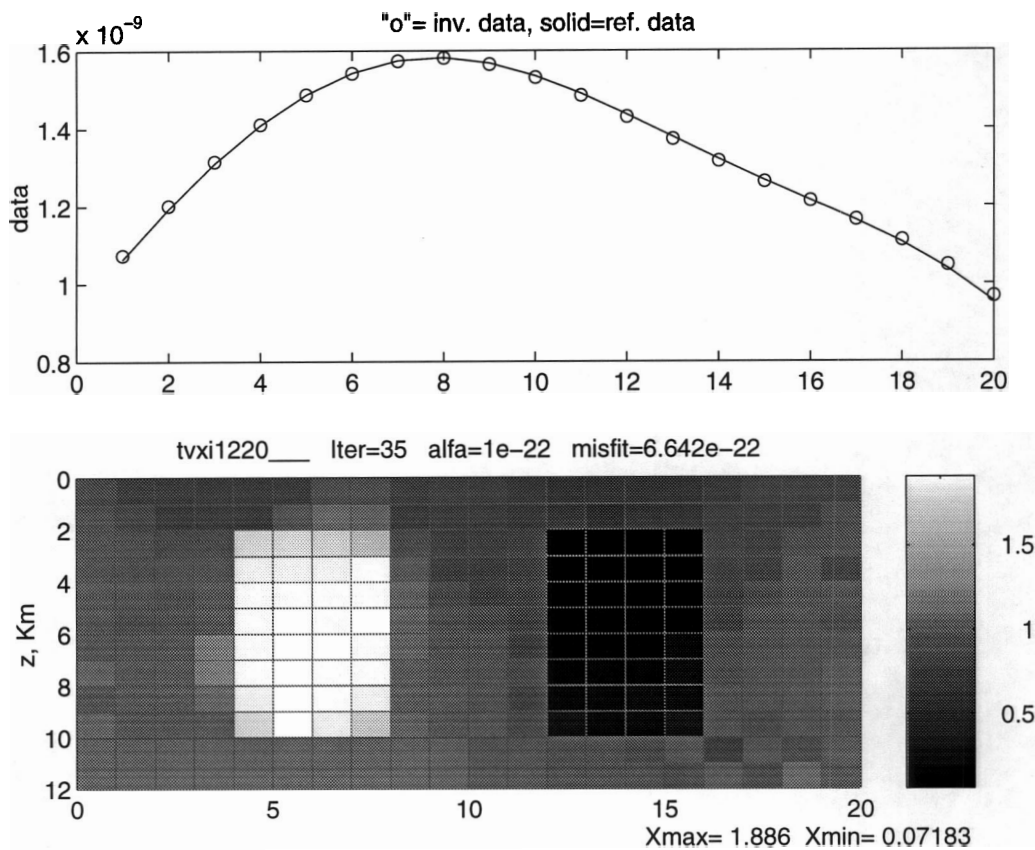 "o"= inv. data, solid=ref. data
x 10⁻⁹
1.6
1.4
1.2
1
0.8
data
0 2 4 6 8 10 12 14 16 18 20
tvxi1220___ Iter=35 alfa=1e-22 misfit=6.642e-22
0
2
4
6
8
10
12
z, Km
0 5 10 15 20
1.5
1
0.5
Xmax= 1.886 Xmin= 0.07183